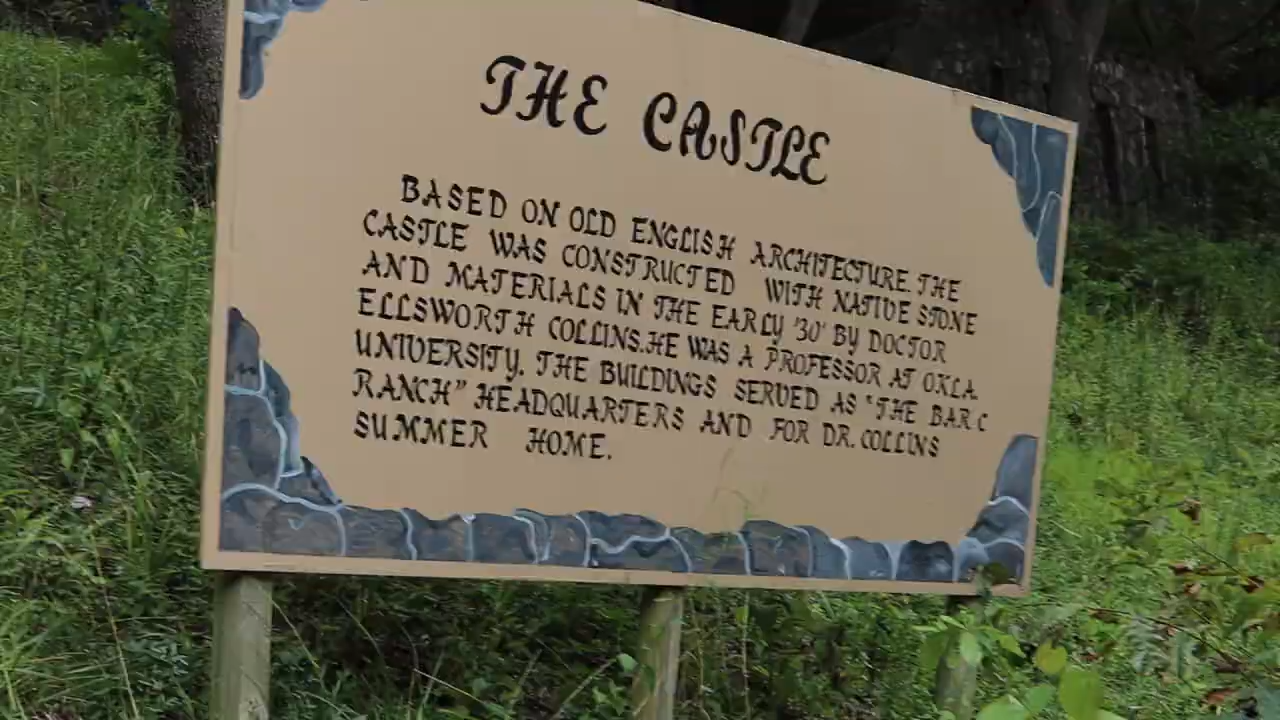 THE CASTLE
BASED ON OLD ENGLISH ARCHITECTURE. THE
CASTLE WAS CONSTRUCTED WITH NATIVE STONE
AND MATERIALS IN THE EARLY '30' BY DOCTOR
ELLSWORTH COLLINS.HE WAS A PROFESSOR AT OKLA.
UNIVERSITY. THE BUILDINGS SERVED AS "THE BAR C
RANCH" HEADQUARTERS AND FOR DR. COLLINS
SUMMER HOME.